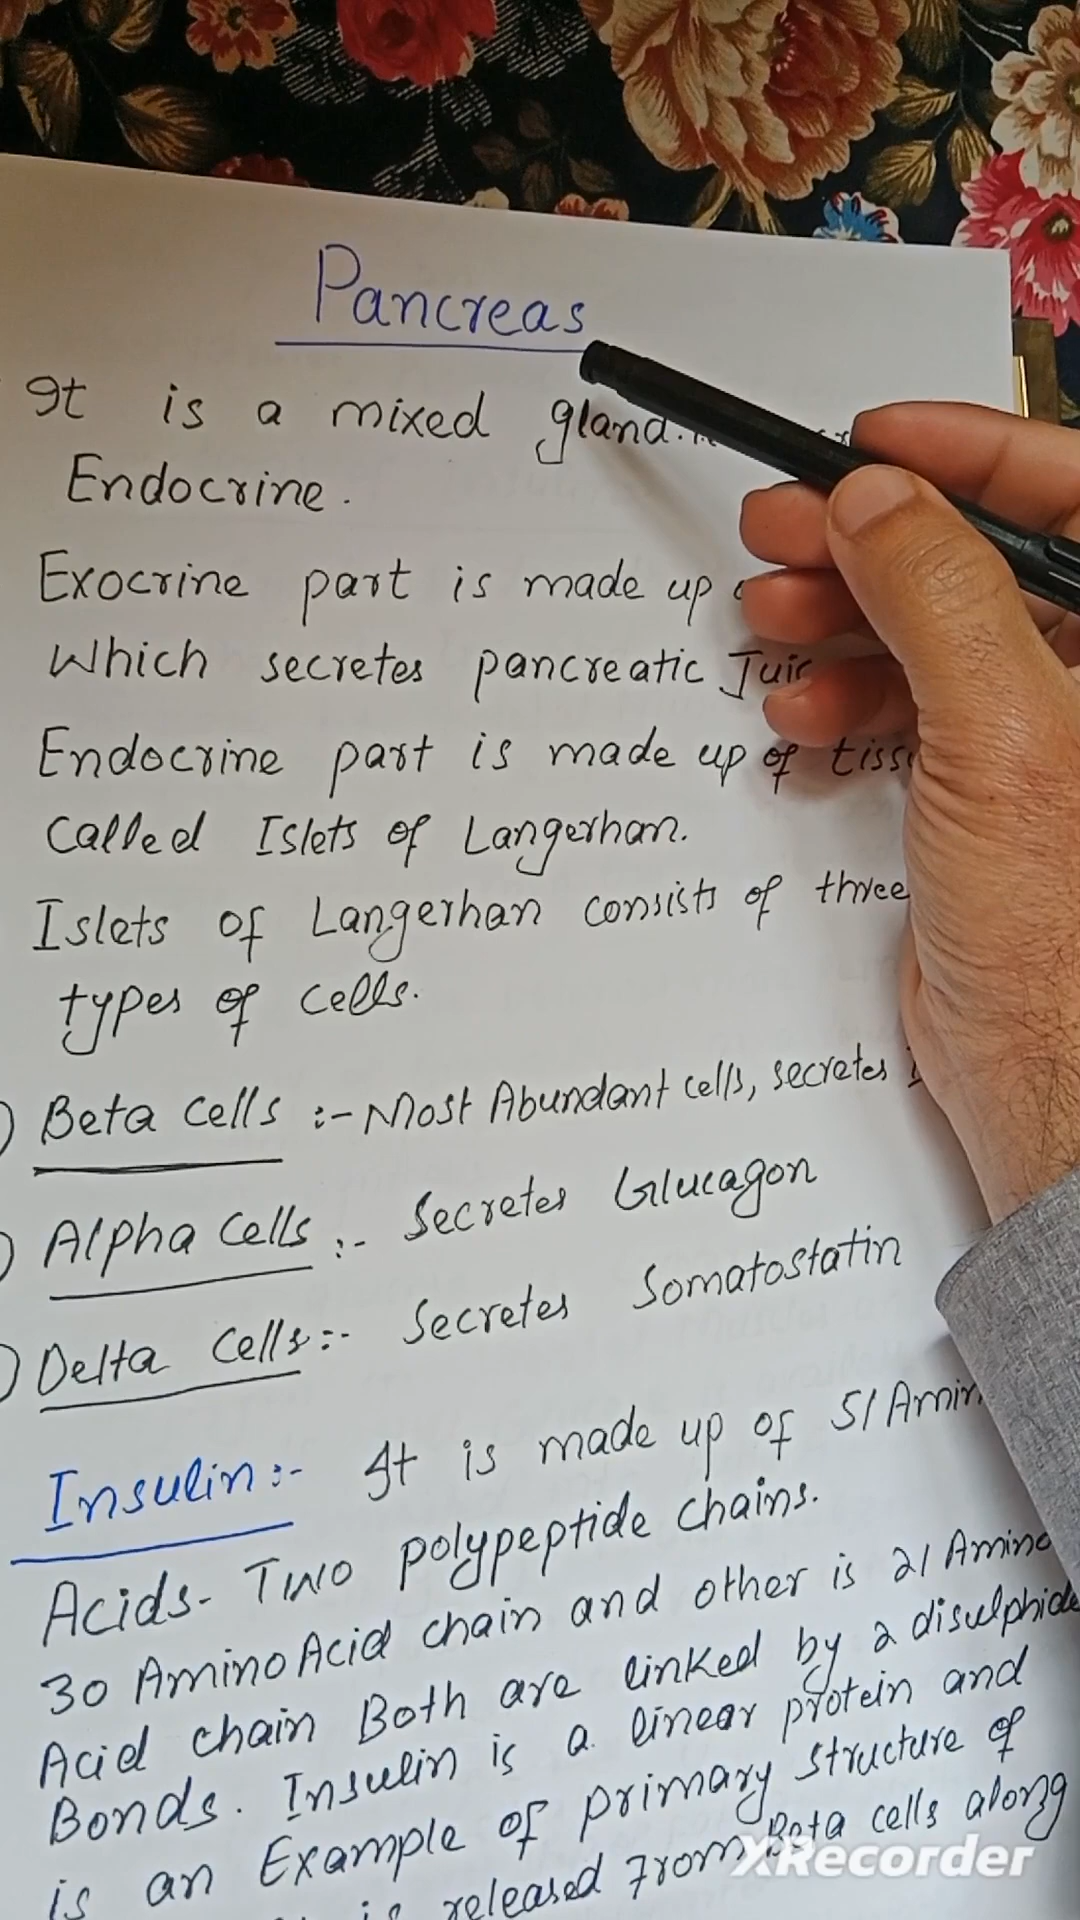 Pancreas
It is a mixed gland.
Endocrine.
Exocrine part is made up
Which secretes pancreatic
Endocrine part is made up of
Called Islets of Langerhan.
Islets of Langerhan consists of three
types of cells.
Beta Cells :- Most Abundant cells, secretes
Alpha Cells :- Secretes Glucagon
Delta Cells :- Secretes Somatostatin
Insulin :- It is made up of 51
Acids - Two polypeptide chains.
30 Amino Acid chain and other is 21 Amino
Acid chain Both are linked by 2 disulphide
Bonds. Insulin is a linear protein and
is an Example of primary structure of
is released from Beta cells along
XRecorder